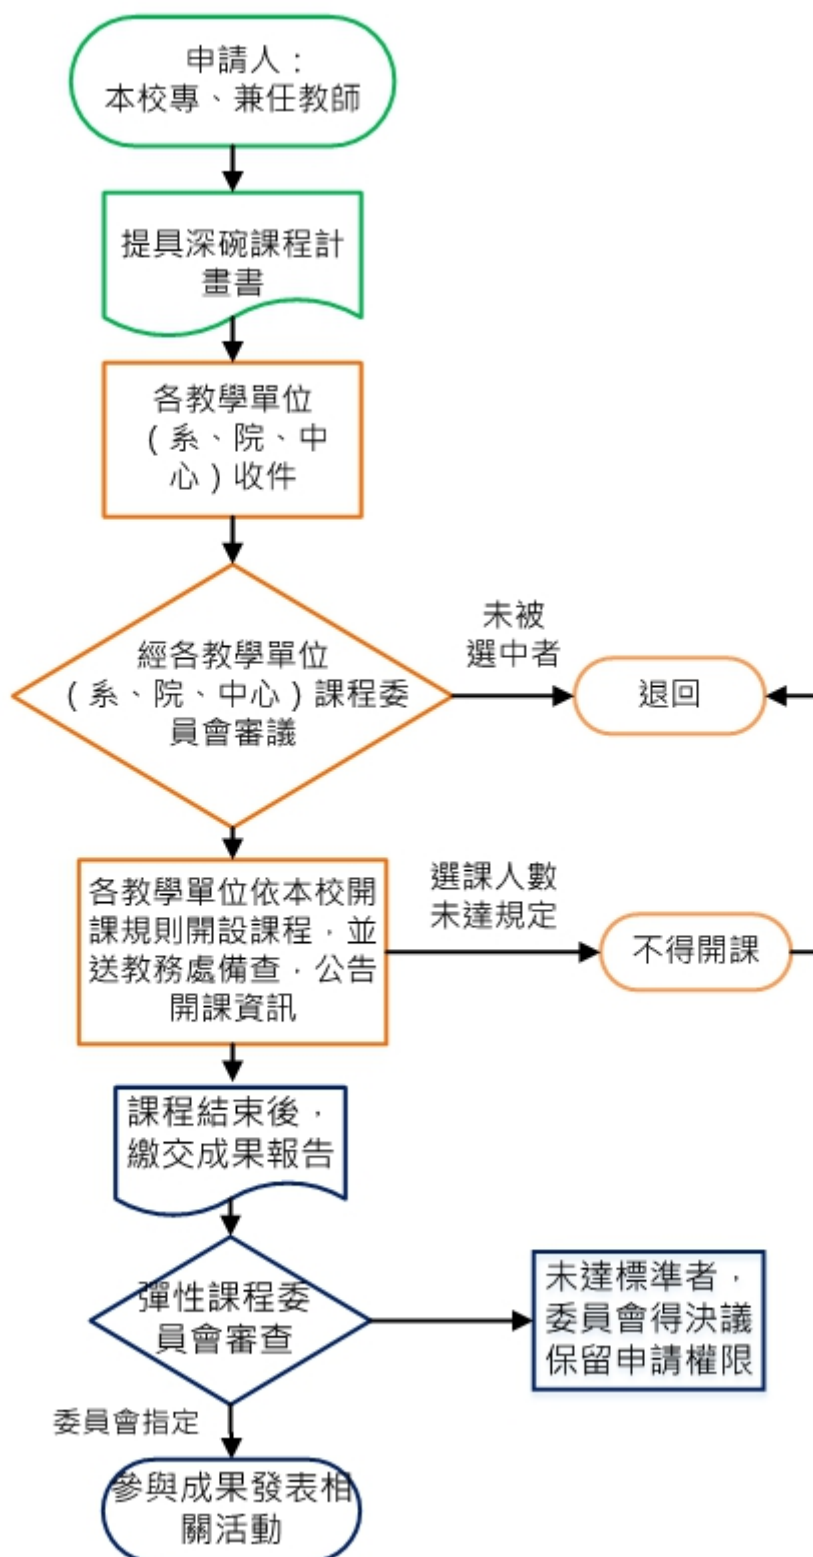 申請人：
本校專、兼任教師
提具深碗課程計
畫書
各教學單位
（系、院、中
心）收件
經各教學單位
（系、院、中心）課程委
員會審議
未被
選中者
退回
各教學單位依本校開
課規則開設課程，並
送教務處備查，公告
開課資訊
選課人數
未達規定
不得開課
課程結束後，
繳交成果報告
彈性課程委
員會審查
未達標準者，
委員會得決議
保留申請權限
委員會指定
參與成果發表相
關活動